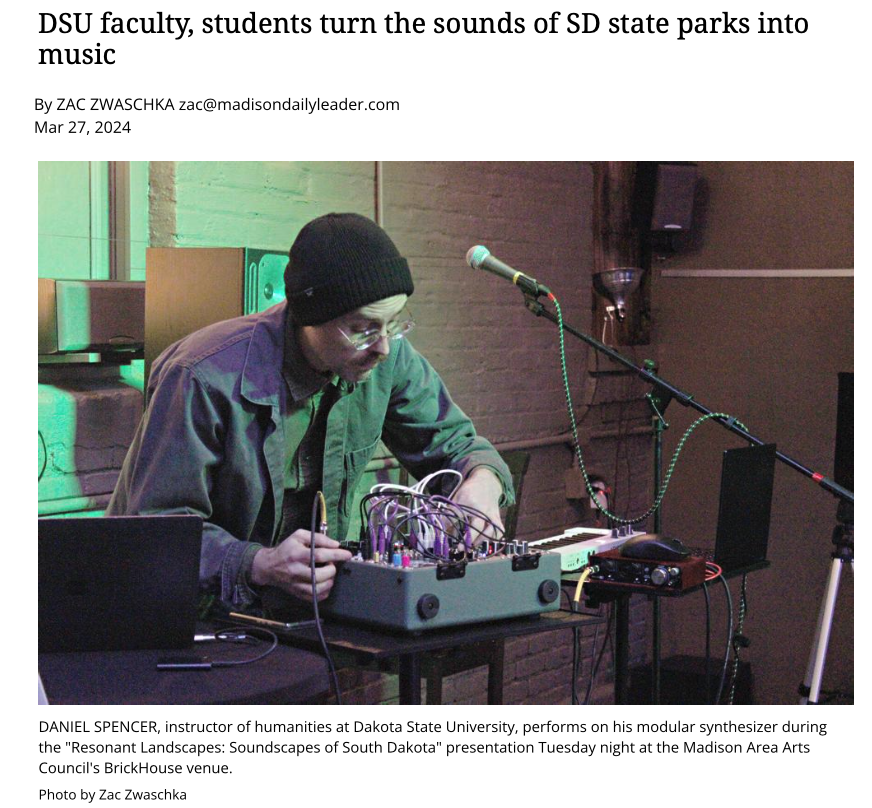 DSU faculty, students turn the sounds of SD state parks into
music
By ZAC ZWASCHKA zac@madisondailyleader.com
Mar 27, 2024
DANIEL SPENCER, instructor of humanities at Dakota State University, performs on his modular synthesizer during
the "Resonant Landscapes: Soundscapes of South Dakota" presentation Tuesday night at the Madison Area Arts
Council's BrickHouse venue.
Photo by Zac Zwaschka